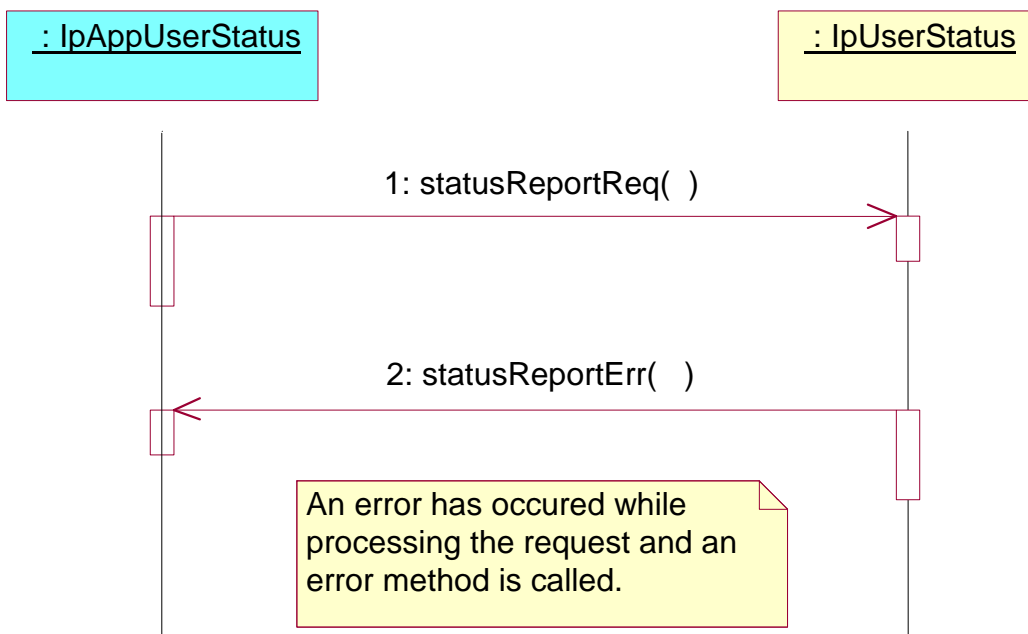 : IpAppUserStatus
: IpUserStatus
1: statusReportReq(  )
2: statusReportErr(   )
An error has occured while
processing the request and an
error method is called.